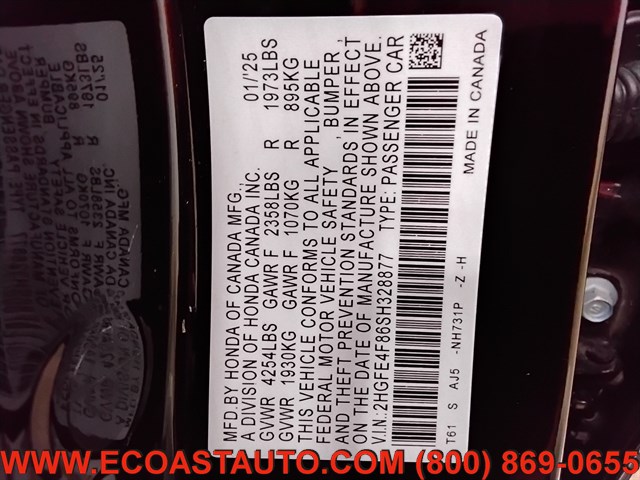 MFD.BY HONDA OF CANADA MFG.,
A DIVISION OF HONDA CANADA INC. 01/'25
GVWR 4254LBS GAWR F 2358LBS R 1973LBS
GVWR 1930KG GAWR F 1070KG R 895KG
THIS VEHICLE CONFORMS TO ALL APPLICABLE
FEDERAL MOTOR VEHICLE SAFETY, BUMPER,
AND THEFT PREVENTION STANDARDS IN EFFECT
ON THE DATE OF MANUFACTURE SHOWN ABOVE.
V.I.N.:2HGFE4F86SH328877 TYPE: PASSENGER CAR
T61 S AJ5 -NH731P -Z -H
MADE IN CANADA
WWW.ECOASTAUTO.COM (800) 869-0655